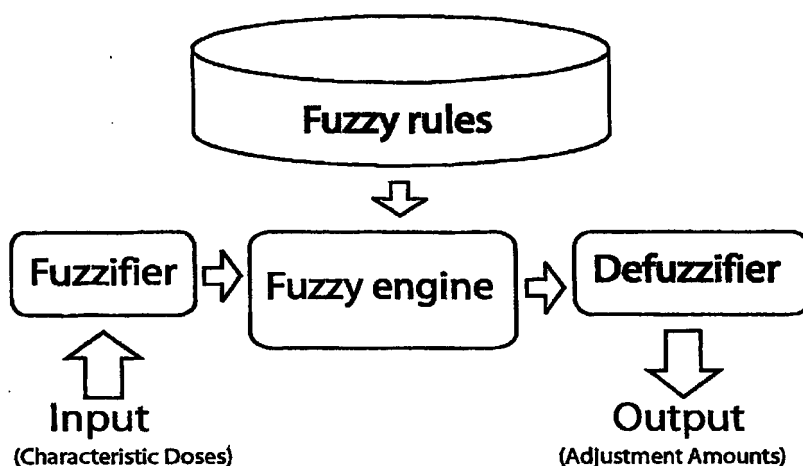 Fuzzy rules
Fuzzifier
Fuzzy engine
Defuzzifier
Input
(Characteristic Doses)
Output
(Adjustment Amounts)